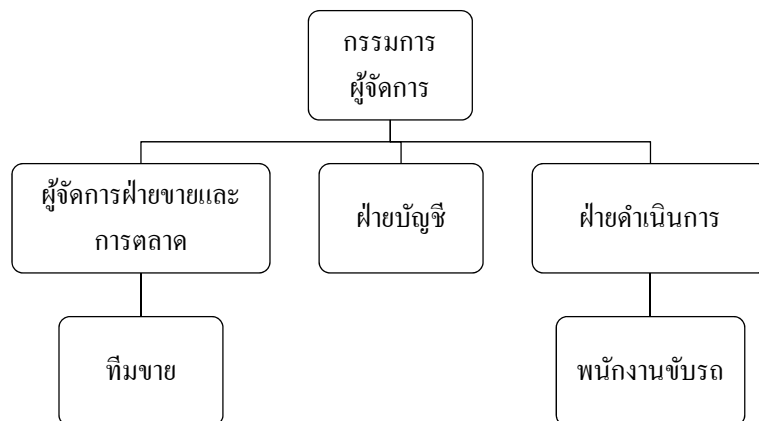 กรรมการ
ผู้จัดการ
ผู้จัดการฝ่ายขายและ
การตลาด
ฝ่ายบัญชี
ฝ่ายดำเนินการ
ทีมขาย
พนักงานขับรถ